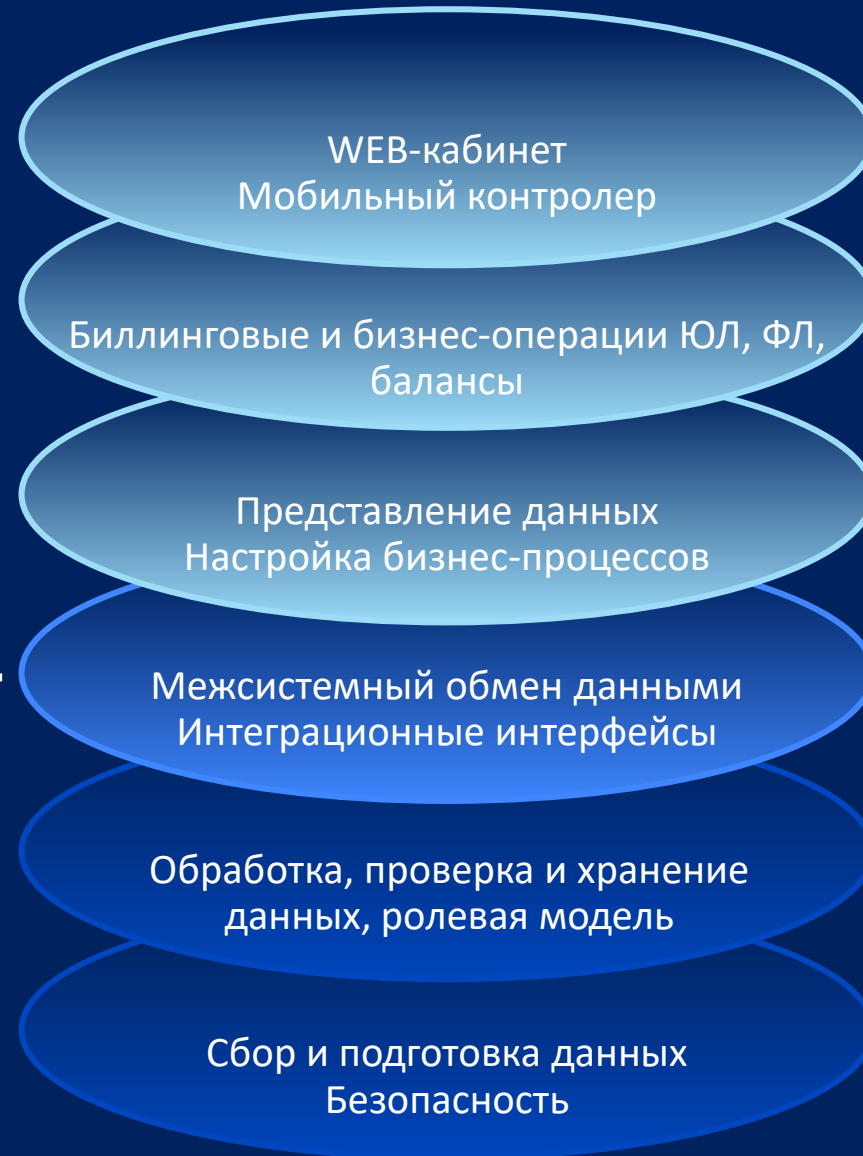 WEB-кабинет
Мобильный контролер
Биллинговые и бизнес-операции ЮЛ, ФЛ,
балансы
Представление данных
Настройка бизнес-процессов
Межсистемный обмен данными
Интеграционные интерфейсы
Обработка, проверка и хранение
данных, ролевая модель
Сбор и подготовка данных
Безопасность